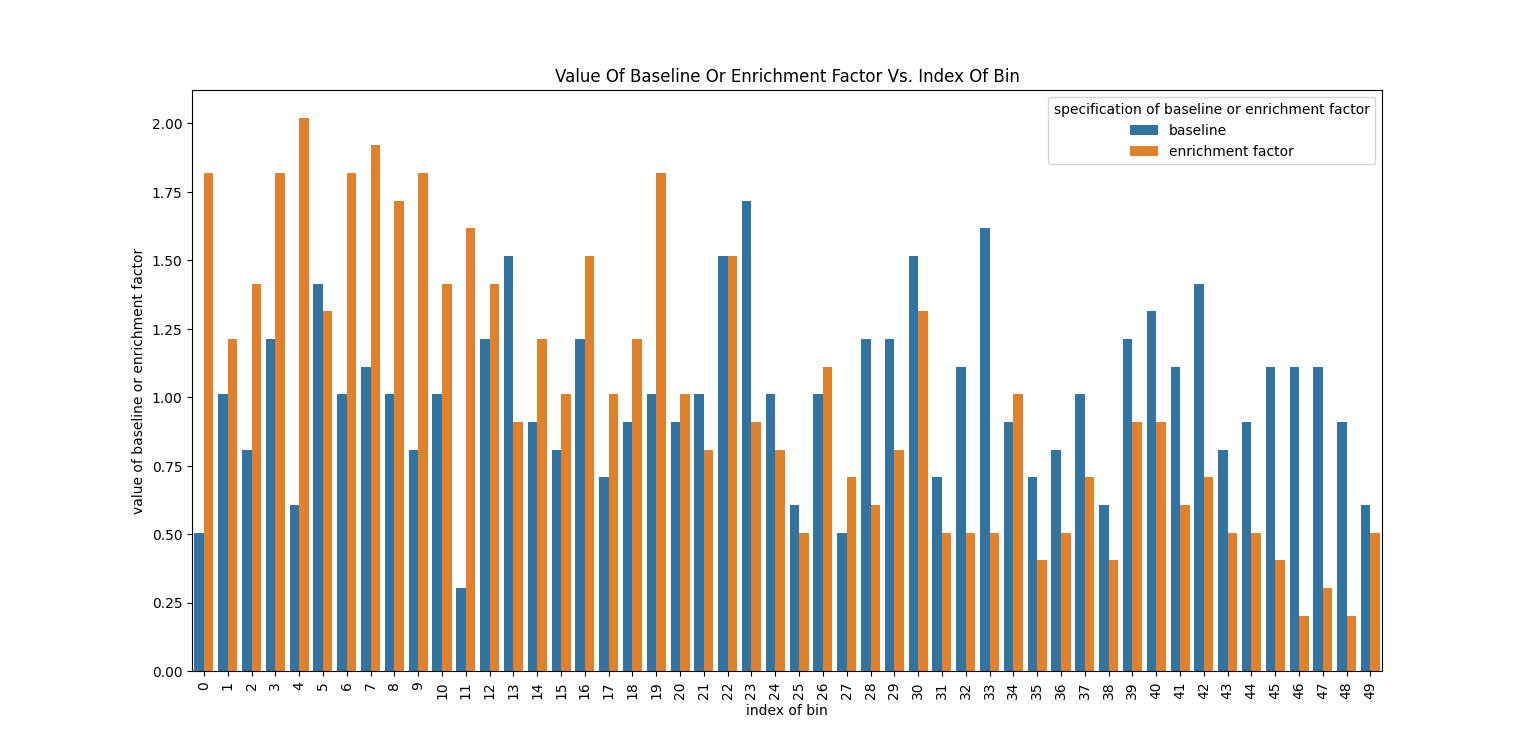 Value Of Baseline Or Enrichment Factor Vs. Index Of Bin
specification of baseline or enrichment factor
baseline
enrichment factor
value of baseline or enrichment factor
2.00
1.75
1.50
1.25
1.00
0.75
0.50
0.25
0.00
0 1 2 3 4 5 6 7 8 9 10 11 12 13 14 15 16 17 18 19 20 21 22 23 24 25 26 27 28 29 30 31 32 33 34 35 36 37 38 39 40 41 42 43 44 45 46 47 48 49
index of bin